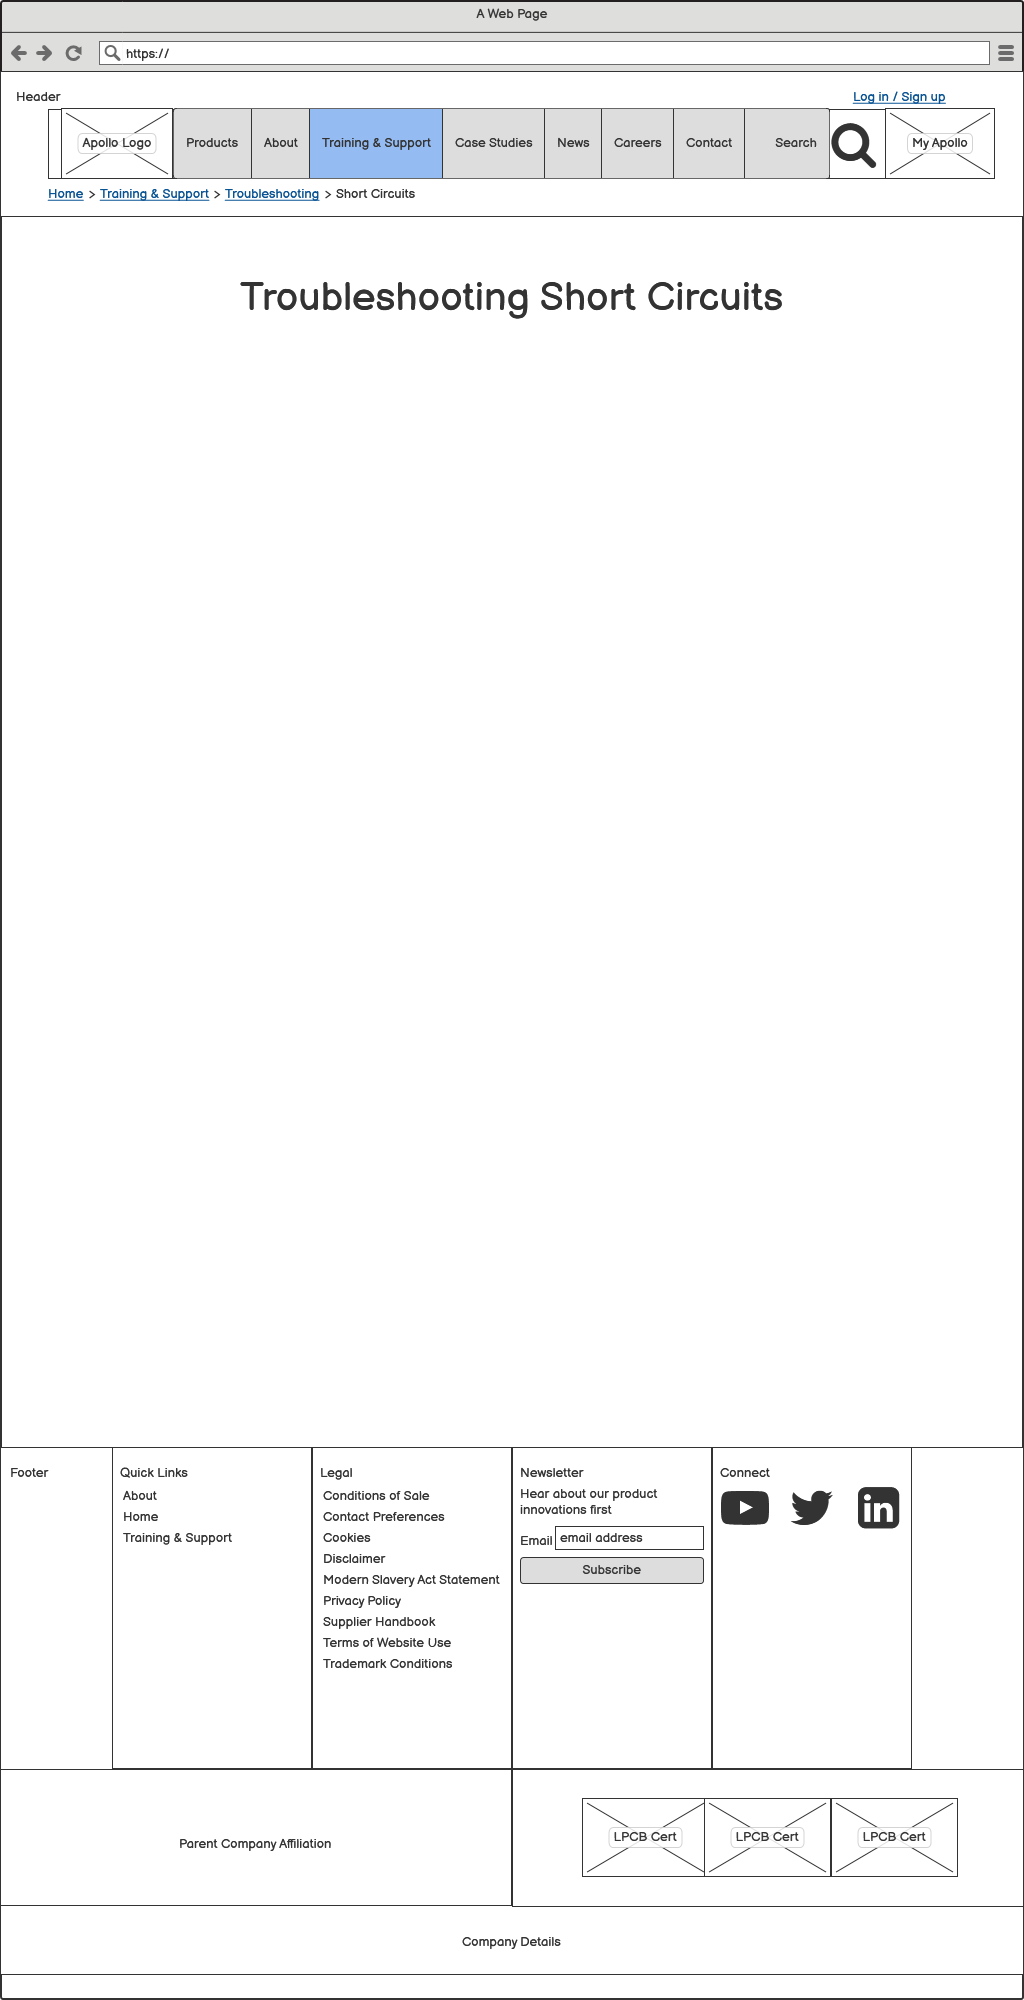 A Web Page
https://
Header
Log in / Sign up
Apollo Logo
Products
About
Training & Support
Case Studies
News
Careers
Contact
Search
My Apollo
Home > Training & Support > Troubleshooting > Short Circuits
Troubleshooting Short Circuits
Footer
Quick Links
About
Home
Training & Support
Legal
Conditions of Sale
Contact Preferences
Cookies
Disclaimer
Modern Slavery Act Statement
Privacy Policy
Supplier Handbook
Terms of Website Use
Trademark Conditions
Newsletter
Hear about our product
innovations first
Email
email address
Subscribe
Connect
in
Parent Company Affiliation
LPCB Cert
LPCB Cert
LPCB Cert
Company Details